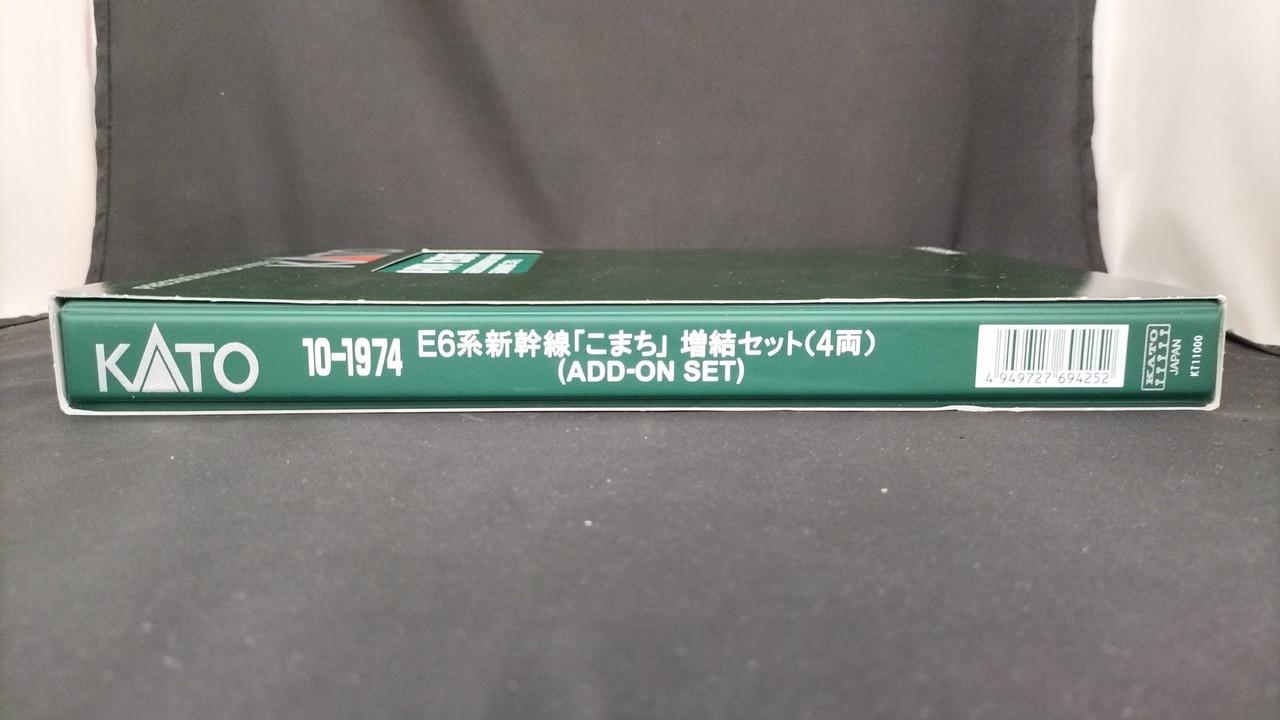 KATO
10-1974
E6系新幹線「こまち」 増結セット(4両)
(ADD-ON SET)
4 949727 694252
KATO
JAPAN
KT11000